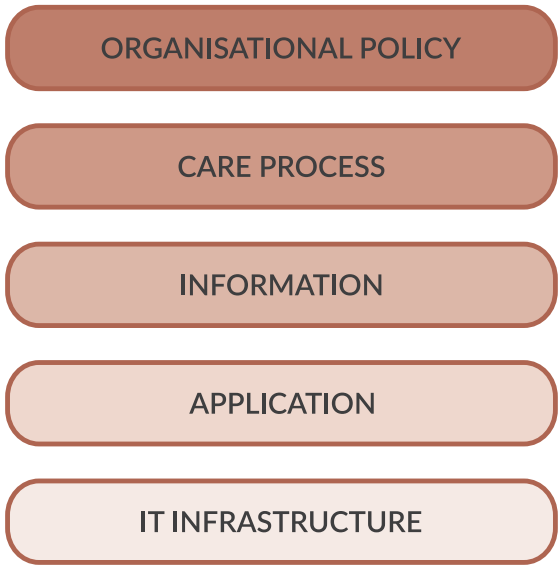 ORGANISATIONAL POLICY
CARE PROCESS
INFORMATION
APPLICATION
IT INFRASTRUCTURE